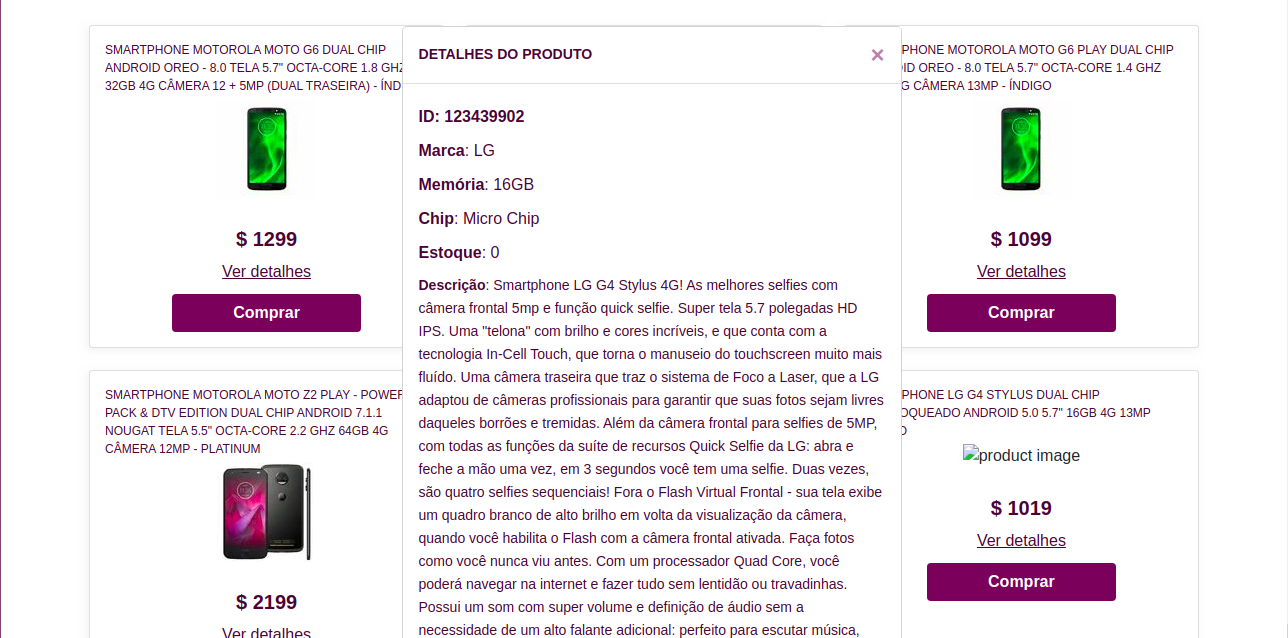 SMARTPHONE MOTOROLA MOTO G6 DUAL CHIP
ANDROID OREO - 8.0 TELA 5.7" OCTA-CORE 1.8 GHZ
32GB 4G CÂMERA 12 + 5MP (DUAL TRASEIRA) - ÍND
$ 1299
Ver detalhes
Comprar
SMARTPHONE MOTOROLA MOTO Z2 PLAY - POWER
PACK & DTV EDITION DUAL CHIP ANDROID 7.1.1
NOUGAT TELA 5.5" OCTA-CORE 2.2 GHZ 64GB 4G
CÂMERA 12MP - PLATINUM
$ 2199
Ver detalhes
DETALHES DO PRODUTO
×
ID: 123439902
Marca: LG
Memória: 16GB
Chip: Micro Chip
Estoque: 0
Descrição: Smartphone LG G4 Stylus 4G! As melhores selfies com
câmera frontal 5mp e função quick selfie. Super tela 5.7 polegadas HD
IPS. Uma "telona" com brilho e cores incríveis, e que conta com a
tecnologia In-Cell Touch, que torna o manuseio do touchscreen muito mais
fluído. Uma câmera traseira que traz o sistema de Foco a Laser, que a LG
adaptou de câmeras profissionais para garantir que suas fotos sejam livres
daqueles borrões e tremidas. Além da câmera frontal para selfies de 5MP,
com todas as funções da suíte de recursos Quick Selfie da LG: abra e
feche a mão uma vez, em 3 segundos você tem uma selfie. Duas vezes,
são quatro selfies sequenciais! Fora o Flash Virtual Frontal - sua tela exibe
um quadro branco de alto brilho em volta da visualização da câmera,
quando você habilita o Flash com a câmera frontal ativada. Faça fotos
como você nunca viu antes. Com um processador Quad Core, você
poderá navegar na internet e fazer tudo sem lentidão ou travadinhas.
Possui um som com super volume e definição de áudio sem a
necessidade de um alto falante adicional: perfeito para escutar música,
PHONE MOTOROLA MOTO G6 PLAY DUAL CHIP
ID OREO - 8.0 TELA 5.7" OCTA-CORE 1.4 GHZ
G CÂMERA 13MP - ÍNDIGO
$ 1099
Ver detalhes
Comprar
PHONE LG G4 STYLUS DUAL CHIP
OQUEADO ANDROID 5.0 5.7" 16GB 4G 13MP
O
product image
$ 1019
Ver detalhes
Comprar